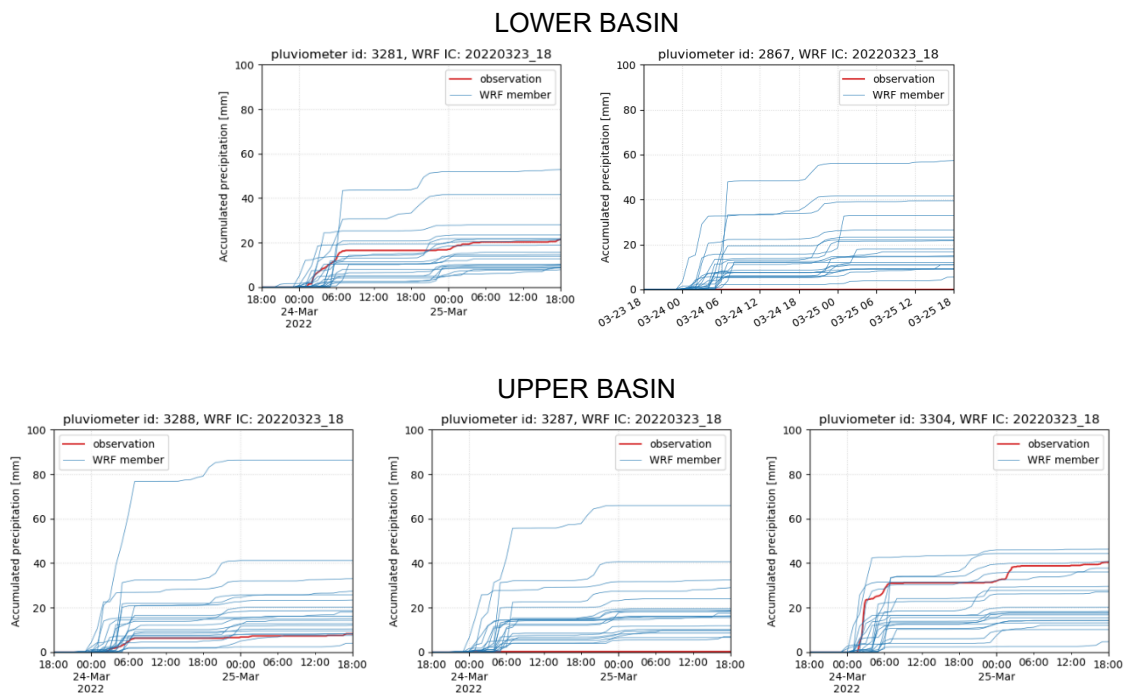 LOWER BASIN
pluviometer id: 3281, WRF IC: 20220323_18
100
80
60
40
20
0
Accumulated precipitation [mm]
observation
WRF member
18:00 00:00 06:00 12:00 18:00 00:00 06:00 12:00 18:00
24-Mar 25-Mar
2022
pluviometer id: 2867, WRF IC: 20220323_18
100
80
60
40
20
0
Accumulated precipitation [mm]
observation
WRF member
03-23 18 03-24 00 03-24 06 03-24 12 03-24 18 03-25 00 03-25 06 03-25 12 03-25 18
UPPER BASIN
pluviometer id: 3288, WRF IC: 20220323_18
100
80
60
40
20
0
Accumulated precipitation [mm]
observation
WRF member
18:00 00:00 06:00 12:00 18:00 00:00 06:00 12:00 18:00
24-Mar 25-Mar
2022
pluviometer id: 3287, WRF IC: 20220323_18
100
80
60
40
20
0
Accumulated precipitation [mm]
observation
WRF member
18:00 00:00 06:00 12:00 18:00 00:00 06:00 12:00 18:00
24-Mar 25-Mar
2022
pluviometer id: 3304, WRF IC: 20220323_18
100
80
60
40
20
0
Accumulated precipitation [mm]
observation
WRF member
18:00 00:00 06:00 12:00 18:00 00:00 06:00 12:00 18:00
24-Mar 25-Mar
2022